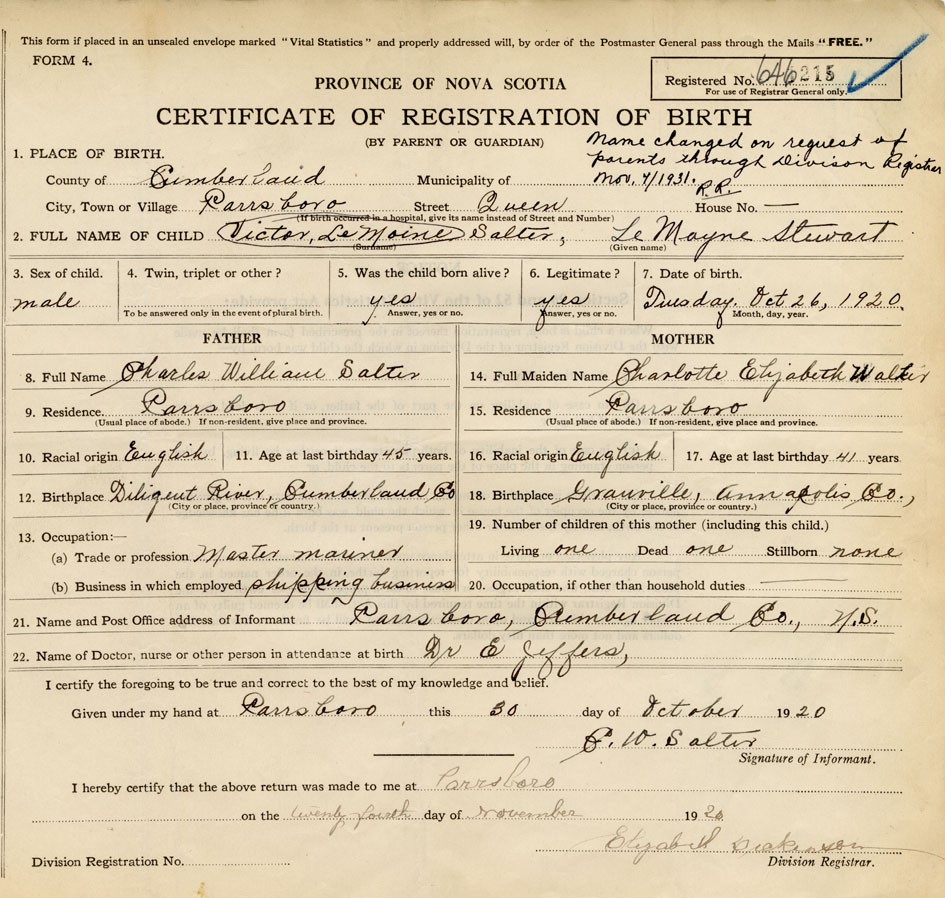 This form if placed in an unsealed envelope marked "Vital Statistics" and properly addressed will, by order of the Postmaster General pass through the Mails "FREE."
FORM 4.
Registered No. 646215
For use of Registrar General only.
PROVINCE OF NOVA SCOTIA
CERTIFICATE OF REGISTRATION OF BIRTH
(BY PARENT OR GUARDIAN)
Name changed on request of
parents through Divison Registrar
Nov. 7/1931. R.R.
1. PLACE OF BIRTH.
County of Cumberland Municipality of
City, Town or Village Parrsboro Street Queen House No. —
(If birth occurred in a hospital, give its name instead of Street and Number)
2. FULL NAME OF CHILD Victor, LeMoine Salter, Le Moyne Stewart
(Surname) (Given name)
3. Sex of child. 4. Twin, triplet or other? 5. Was the child born alive? 6. Legitimate? 7. Date of birth.
male yes yes Tuesday. Oct 26, 1920.
To be answered only in the event of plural birth. Answer, yes or no. Answer, yes or no. Month, day, year.
FATHER MOTHER
8. Full Name Charles William Salter 14. Full Maiden Name Charlotte Elizabeth Walker
9. Residence. Parrsboro 15. Residence Parrsboro
(Usual place of abode.) If non-resident, give place and province. (Usual place of abode.) If non-resident, give place and province.
10. Racial origin English 11. Age at last birthday 45 years. 16. Racial origin English 17. Age at last birthday 41 years.
12. Birthplace Diligent River, Cumberland Co 18. Birthplace Granville, Annapolis Co.,
(City or place, province or country.) (City or place, province or country.)
13. Occupation:— 19. Number of children of this mother (including this child.)
(a) Trade or profession Master mariner Living one Dead one Stillborn none
(b) Business in which employed shipping business 20. Occupation, if other than household duties —
21. Name and Post Office address of Informant Parrsboro, Cumberland Co., N.S.
22. Name of Doctor, nurse or other person in attendance at birth Dr E Jeffers,
I certify the foregoing to be true and correct to the best of my knowledge and belief.
Given under my hand at Parrsboro this 30 day of October 1920
C. W. Salter
Signature of Informant.
I hereby certify that the above return was made to me at Parrsboro
on the twenty fourth day of November 1920
Elizabeth Dickinson
Division Registrar.
Division Registration No.